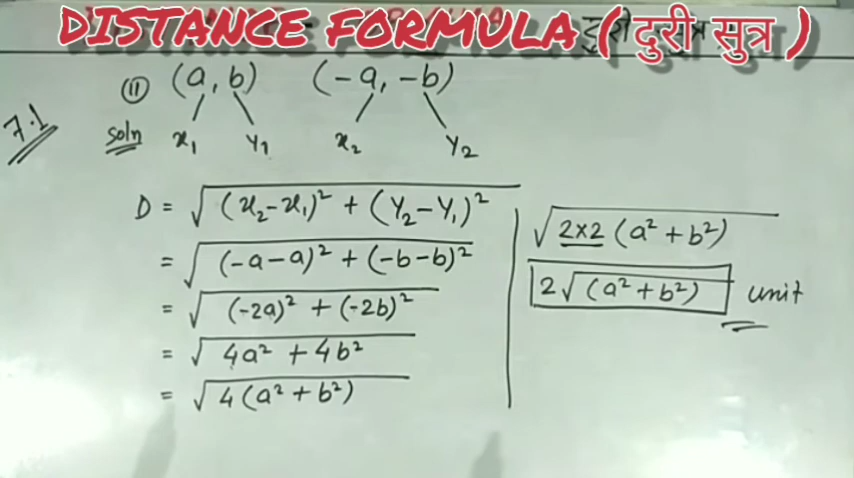 DISTANCE FORMULA ( दुरी सुत्र )
7.1
(ii) (a, b) (-a, -b)
Soln x₁ y₁ x₂ y₂
D = √(x₂-x₁)² + (y₂-y₁)²
= √(-a-a)² + (-b-b)²
= √(-2a)² + (-2b)²
= √4a² + 4b²
= √4(a² + b²)
√2×2 (a² + b²)
2√(a² + b²) unit